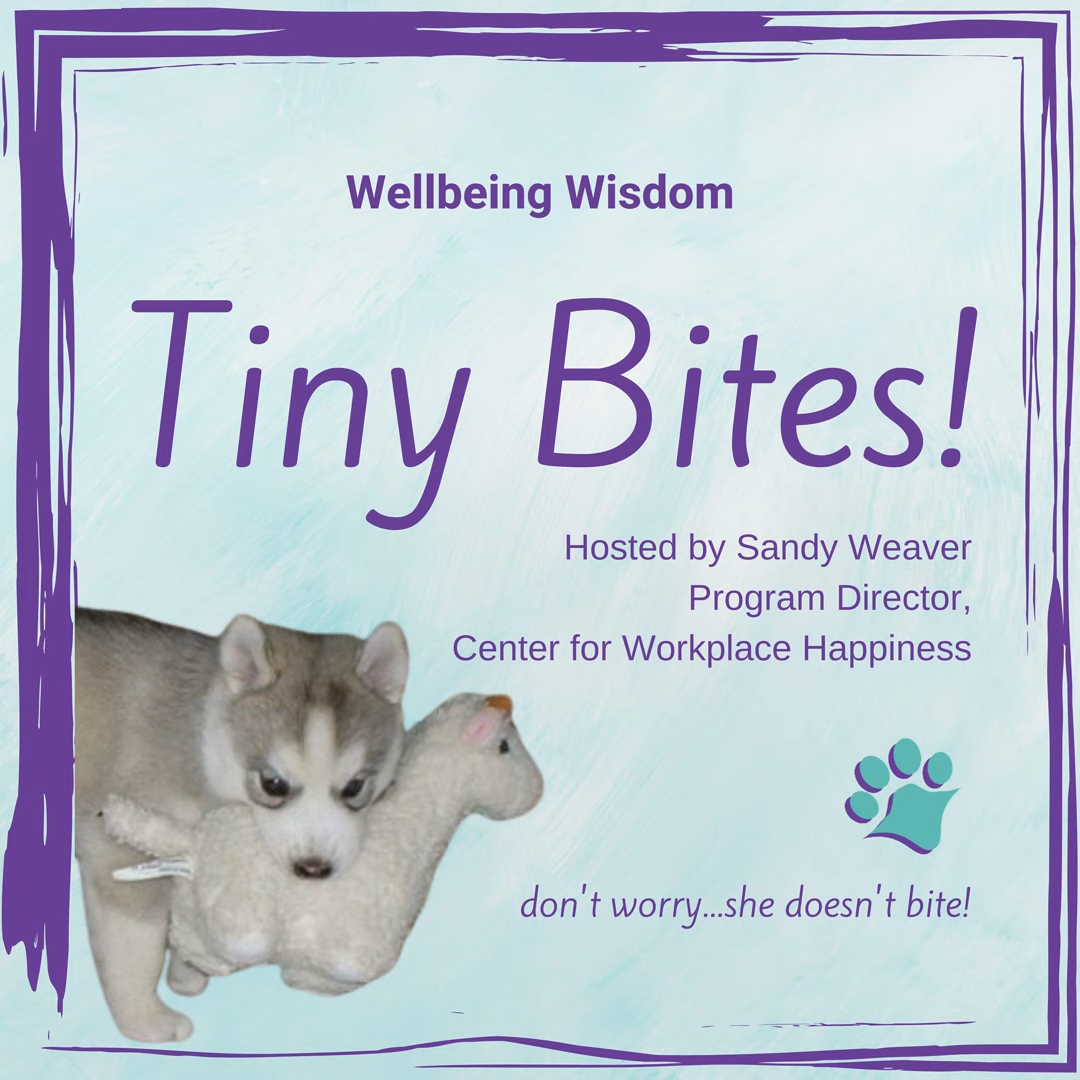 Wellbeing Wisdom
Tiny Bites!
Hosted by Sandy Weaver
Program Director,
Center for Workplace Happiness
don't worry...she doesn't bite!